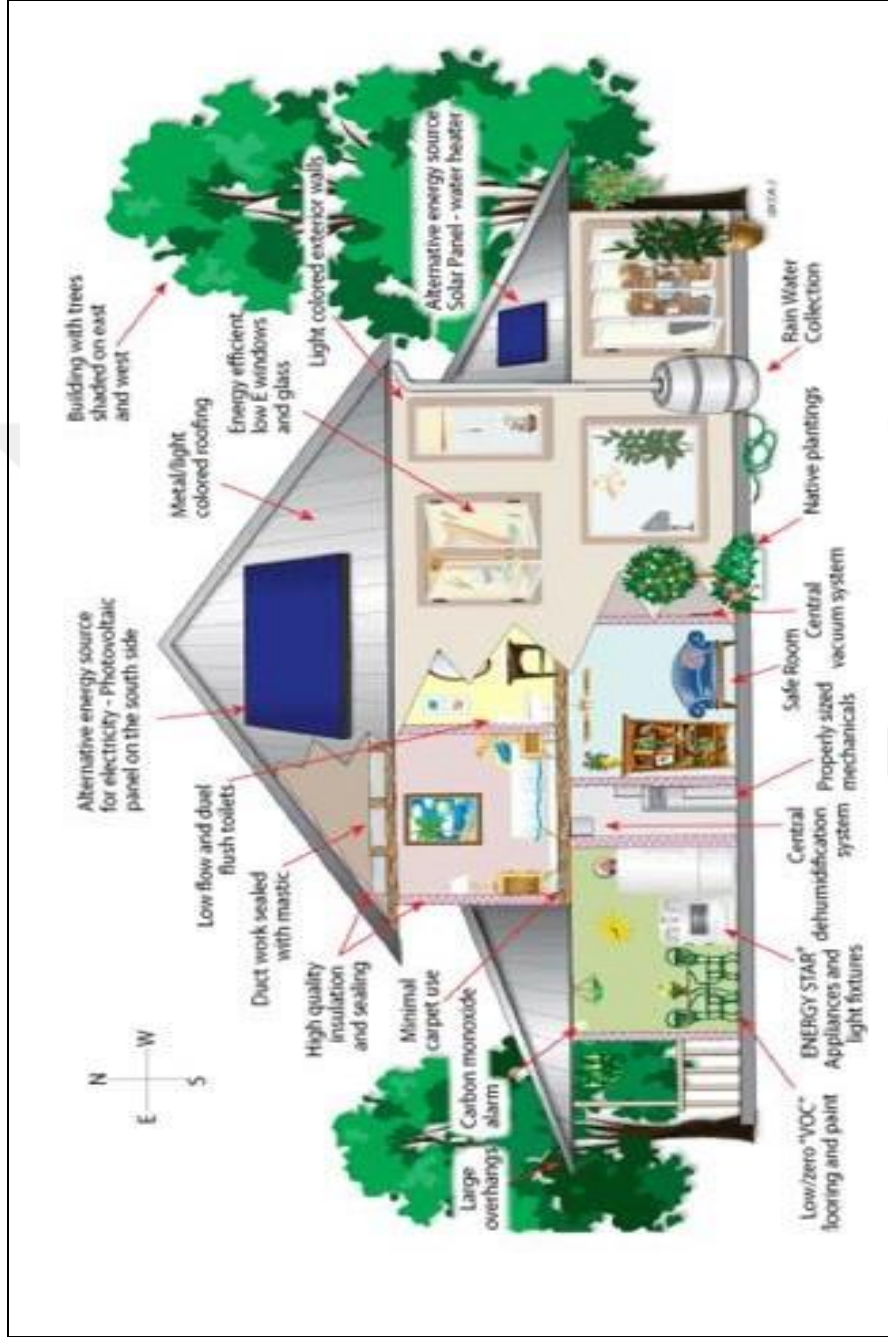 N
E W
S
Alternative energy source
for electricity - Photovoltaic
panel on the south side
Building with trees
shaded on east
and west
Metal/light
colored roofing
Low flow and duel
flush toilets
Energy efficient,
low E windows
and glass
Duct work sealed
with mastic
Light colored exterior walls
High quality
insulation
and sealing
Alternative energy source
Solar Panel - water heater
Minimal
carpet use
Carbon monoxide
alarm
Large
overhangs
Low/zero "VOC"
flooring and paint
ENERGY STAR®
Appliances and
light fixtures
Central
dehumidification
system
Properly sized
mechanicals
Safe Room
Central
vacuum system
Native plantings
Rain Water
Collection